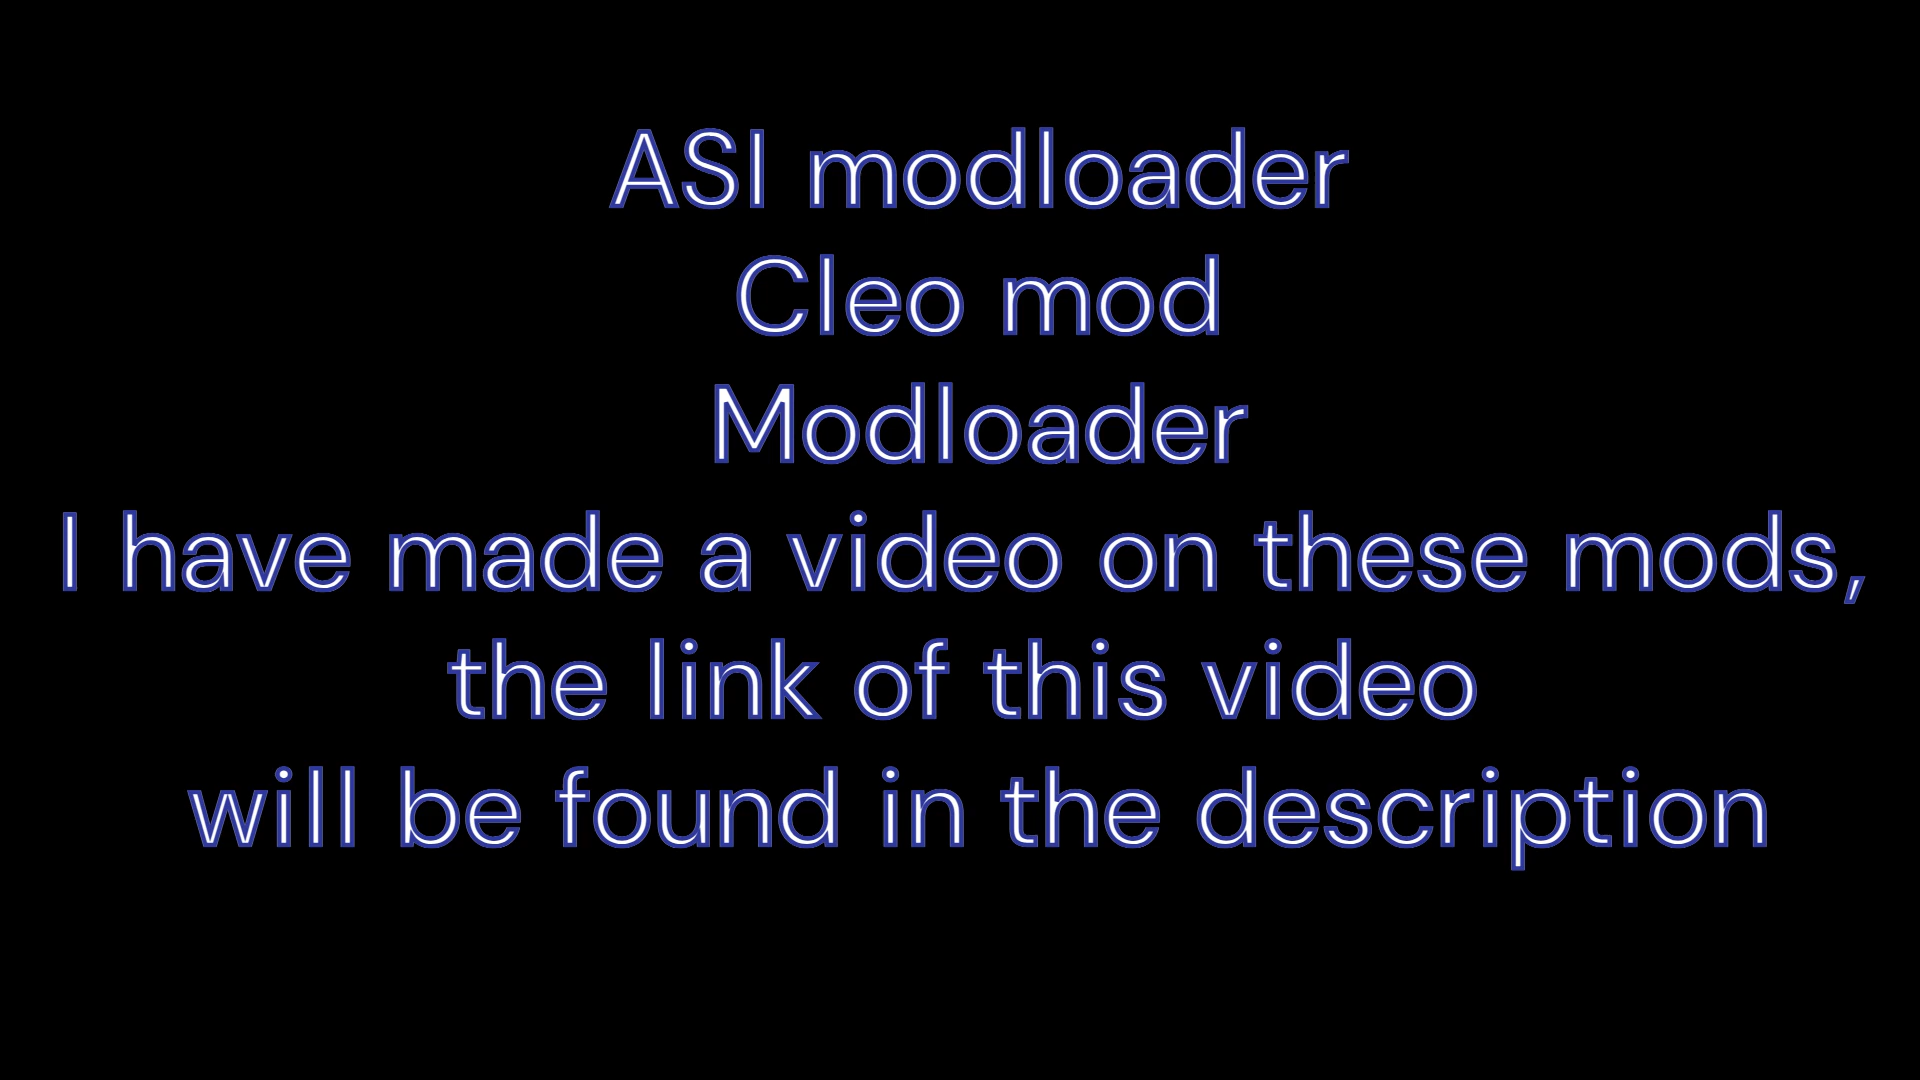 ASI modloader
Cleo mod
Modloader
I have made a video on these mods,
the link of this video
will be found in the description